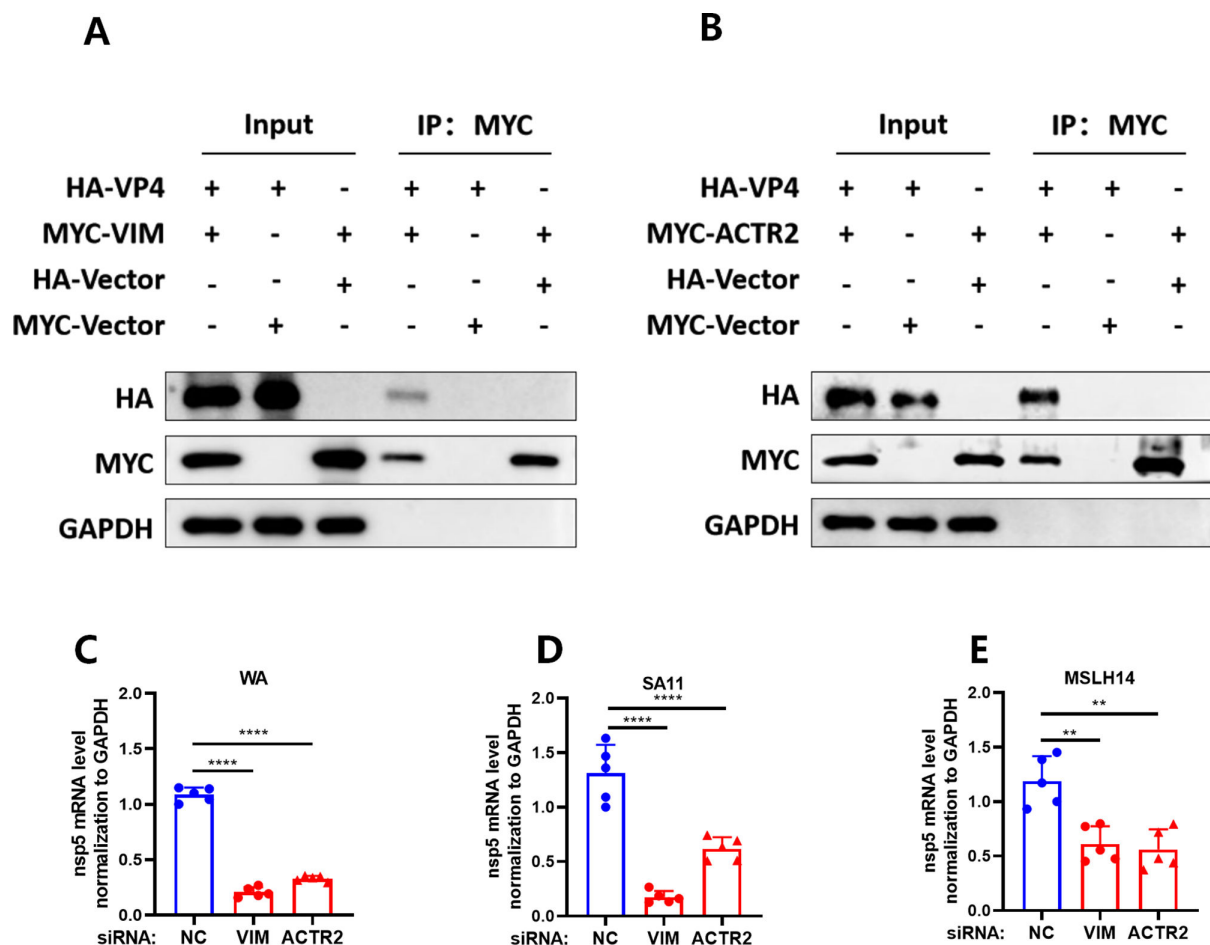 A
Input IP: MYC
HA-VP4 + + - + + -
MYC-VIM + - + + - +
HA-Vector - - + - - +
MYC-Vector - + - - + -
HA
MYC
GAPDH
B
Input IP: MYC
HA-VP4 + + - + + -
MYC-ACTR2 + - + + - +
HA-Vector - - + - - +
MYC-Vector - + - - + -
HA
MYC
GAPDH
C
WA
nsp5 mRNA level
normalization to GAPDH
2.0
1.5
1.0
0.5
0.0
****
****
siRNA: NC VIM ACTR2
D
SA11
nsp5 mRNA level
normalization to GAPDH
2.0
1.5
1.0
0.5
0.0
****
****
siRNA: NC VIM ACTR2
E
MSLH14
nsp5 mRNA level
normalization to GAPDH
2.0
1.5
1.0
0.5
0.0
**
**
siRNA: NC VIM ACTR2